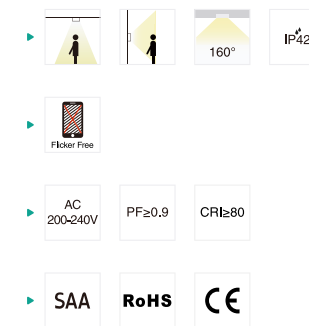 160°
IP42
Flicker Free
AC
200-240V
PF≥0.9
CRI≥80
SAA
RoHS
CE